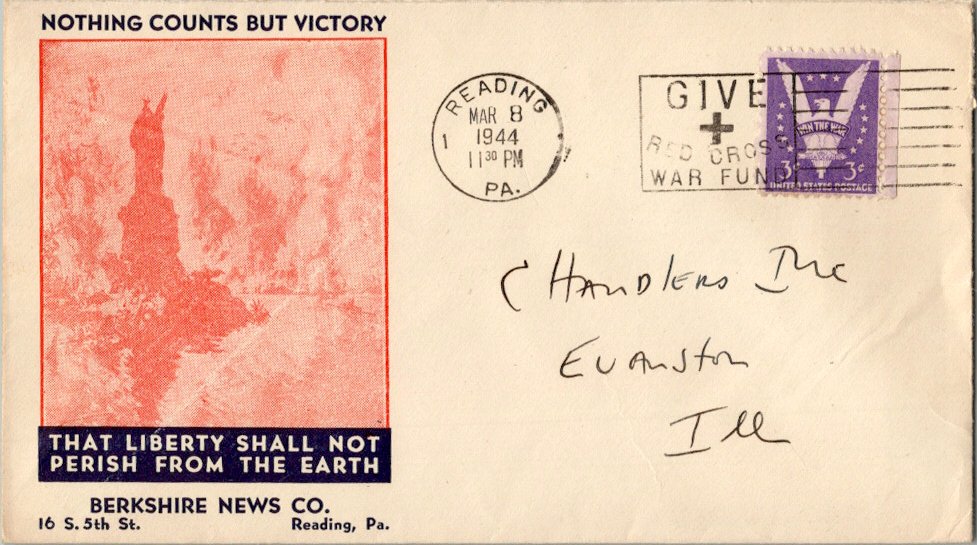 NOTHING COUNTS BUT VICTORY
THAT LIBERTY SHALL NOT
PERISH FROM THE EARTH
BERKSHIRE NEWS CO.
16 S. 5th St. Reading, Pa.
READING
MAR 8
1 1944
11 30 PM
PA.
GIVE
RED CROSS
WAR FUND
WIN THE WAR
3¢ 3¢
UNITED STATES POSTAGE
CHANDLERS Inc
Evanston
Ill